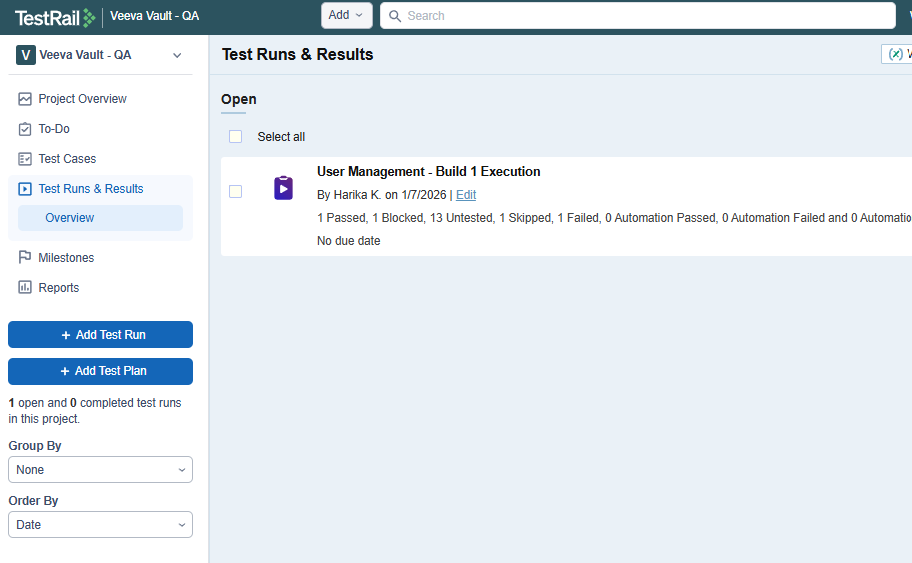 TestRail Veeva Vault - QA Add Search
V Veeva Vault - QA
Project Overview
To-Do
Test Cases
Test Runs & Results
Overview
Milestones
Reports
+ Add Test Run
+ Add Test Plan
1 open and 0 completed test runs
in this project.
Group By
None
Order By
Date
Test Runs & Results
Open
Select all
User Management - Build 1 Execution
By Harika K. on 1/7/2026 | Edit
1 Passed, 1 Blocked, 13 Untested, 1 Skipped, 1 Failed, 0 Automation Passed, 0 Automation Failed and 0 Automatio
No due date